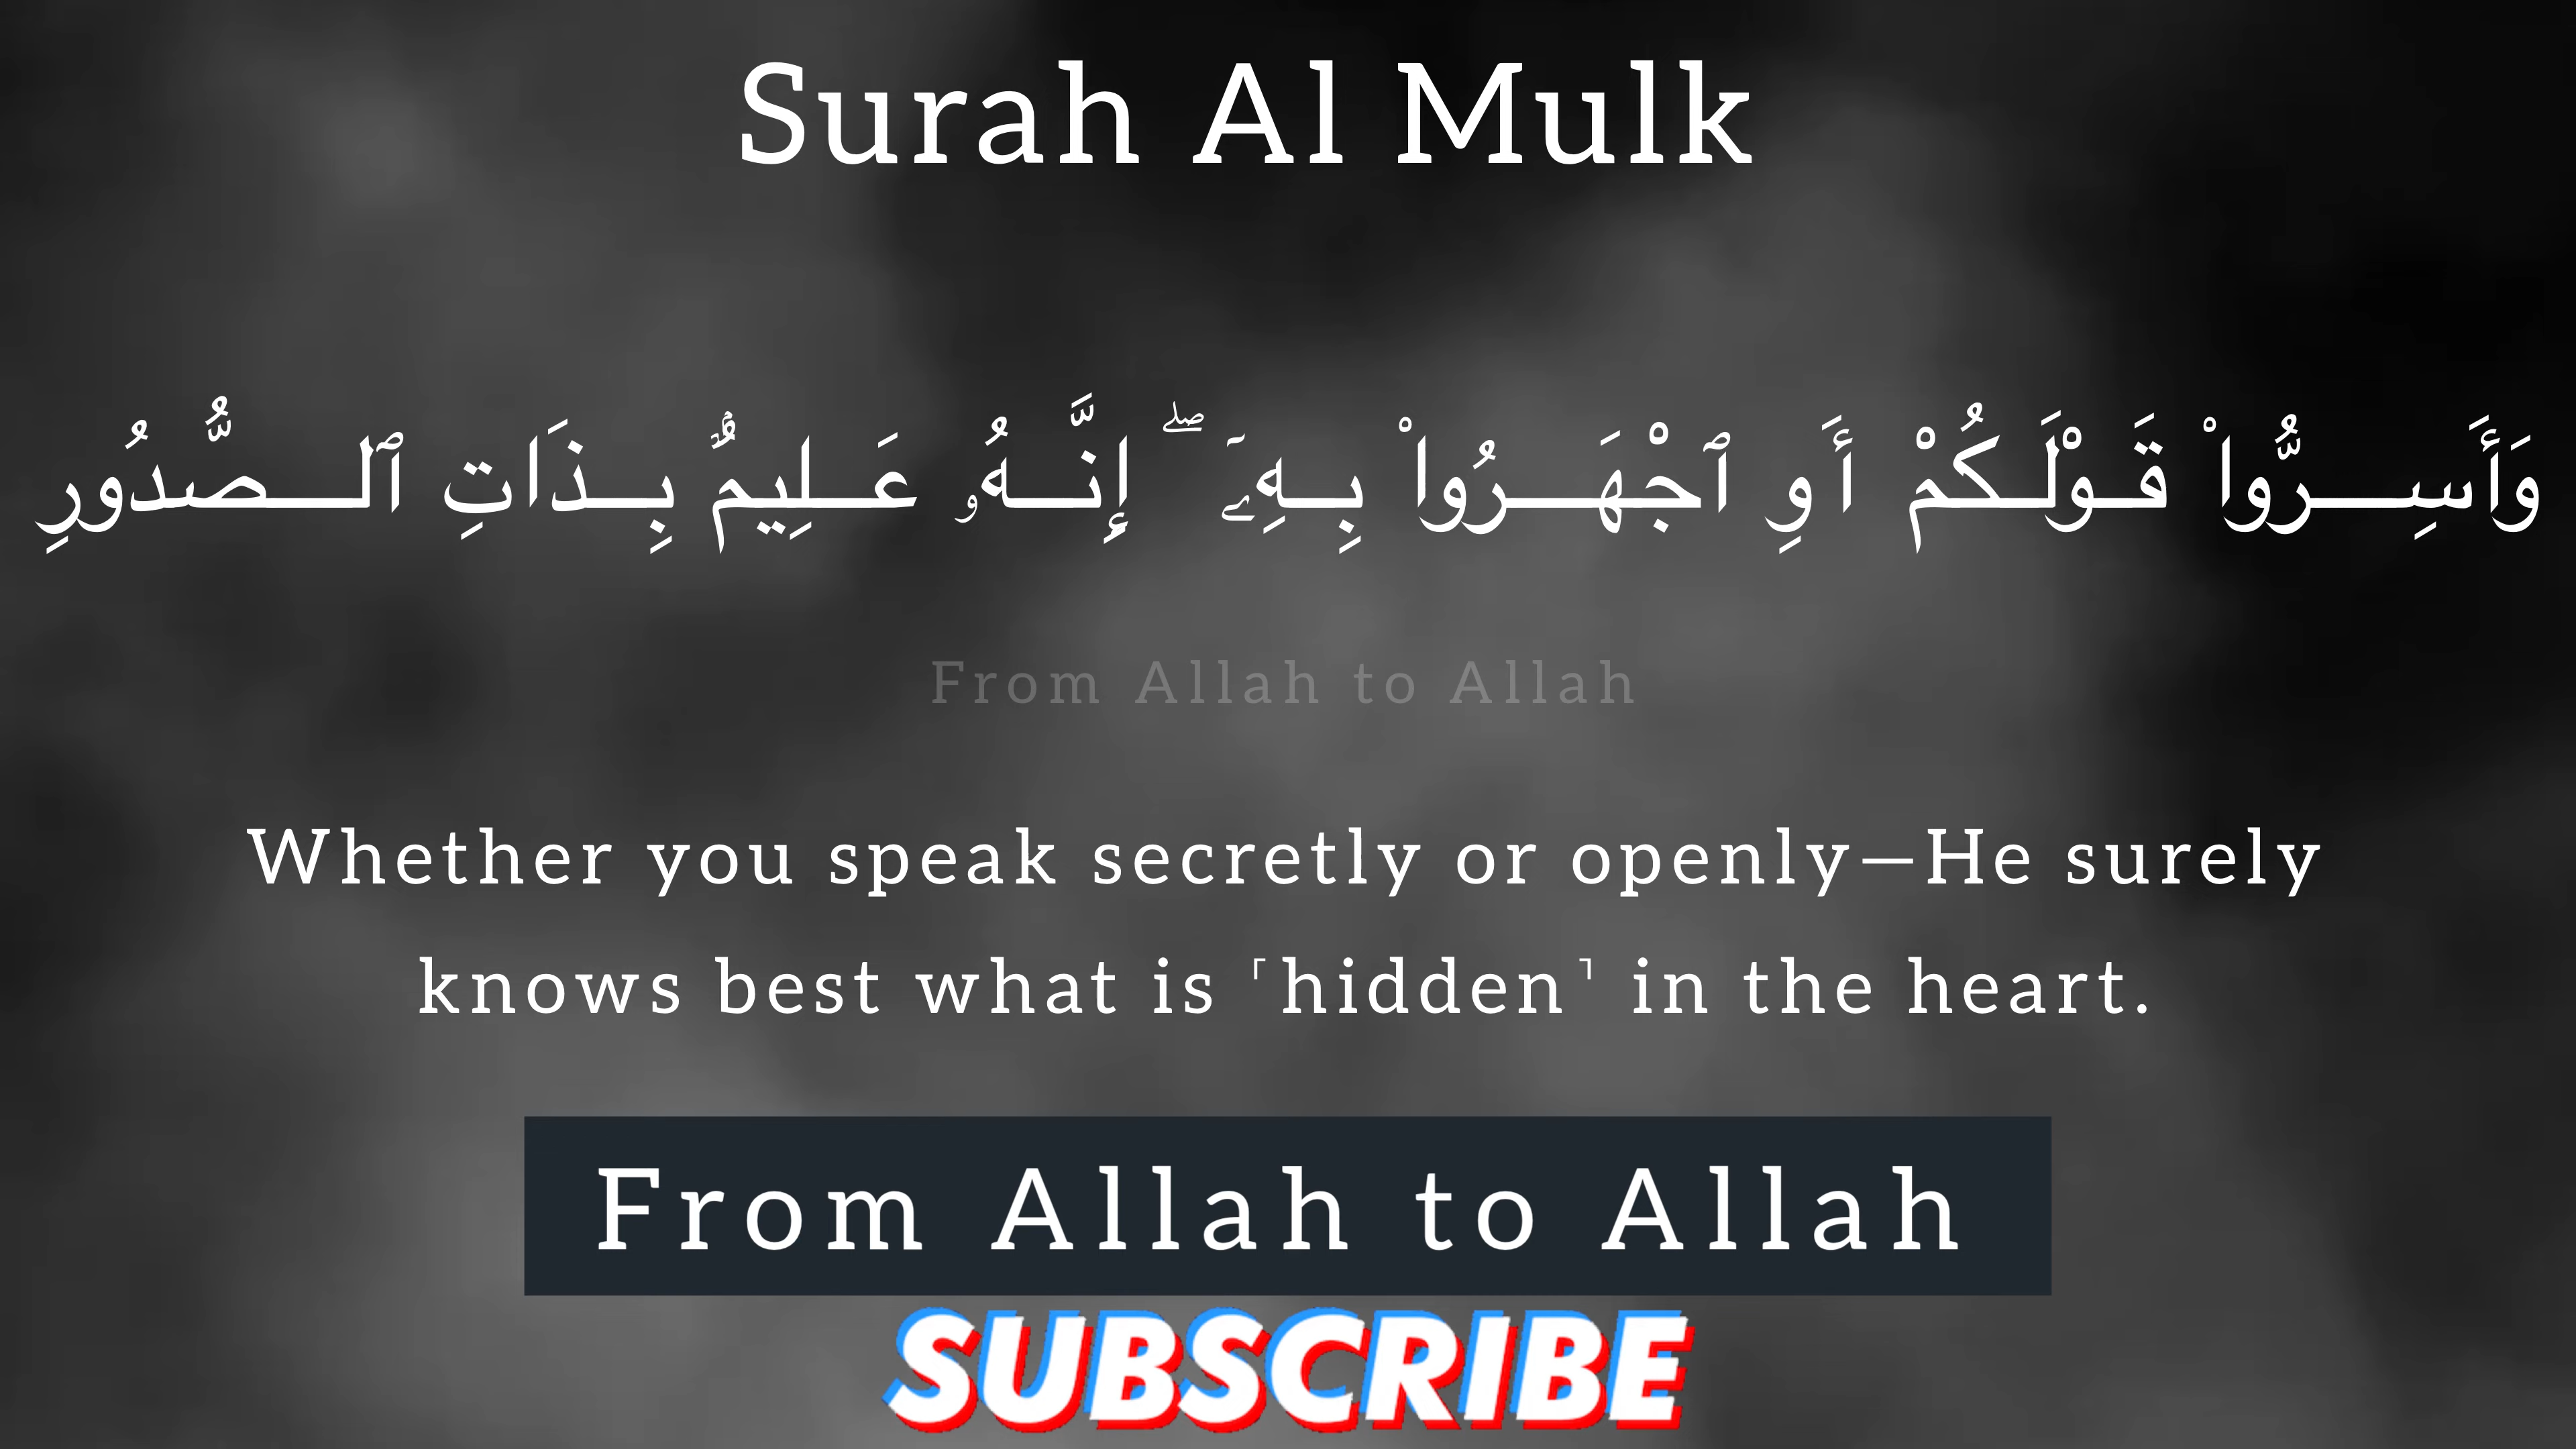 Surah Al Mulk
وَأَسِرُّوا۟ قَوْلَكُمْ أَوِ ٱجْهَرُوا۟ بِهِۦٓ ۖ إِنَّهُۥ عَلِيمٌۢ بِذَاتِ ٱلصُّدُورِ
From Allah to Allah
Whether you speak secretly or openly—He surely
knows best what is ˹hidden˺ in the heart.
From Allah to Allah
SUBSCRIBE